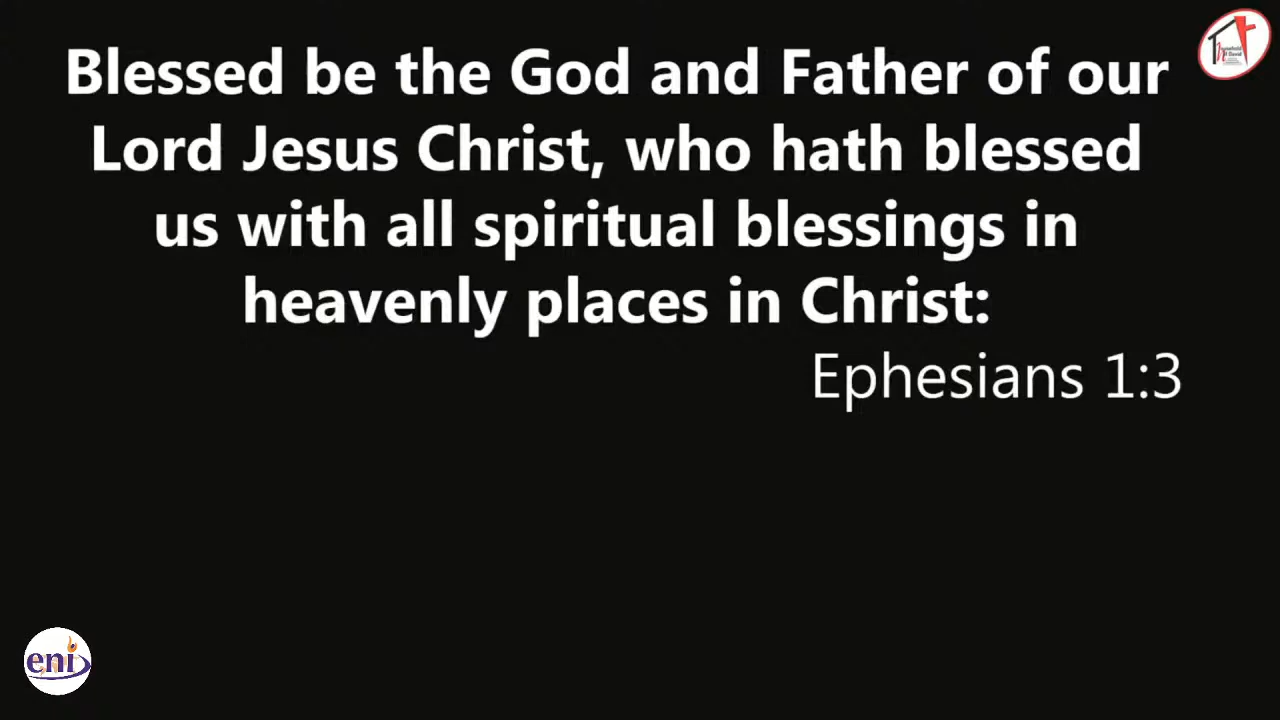 Blessed be the God and Father of our
Lord Jesus Christ, who hath blessed
us with all spiritual blessings in
heavenly places in Christ:
Ephesians 1:3
eni